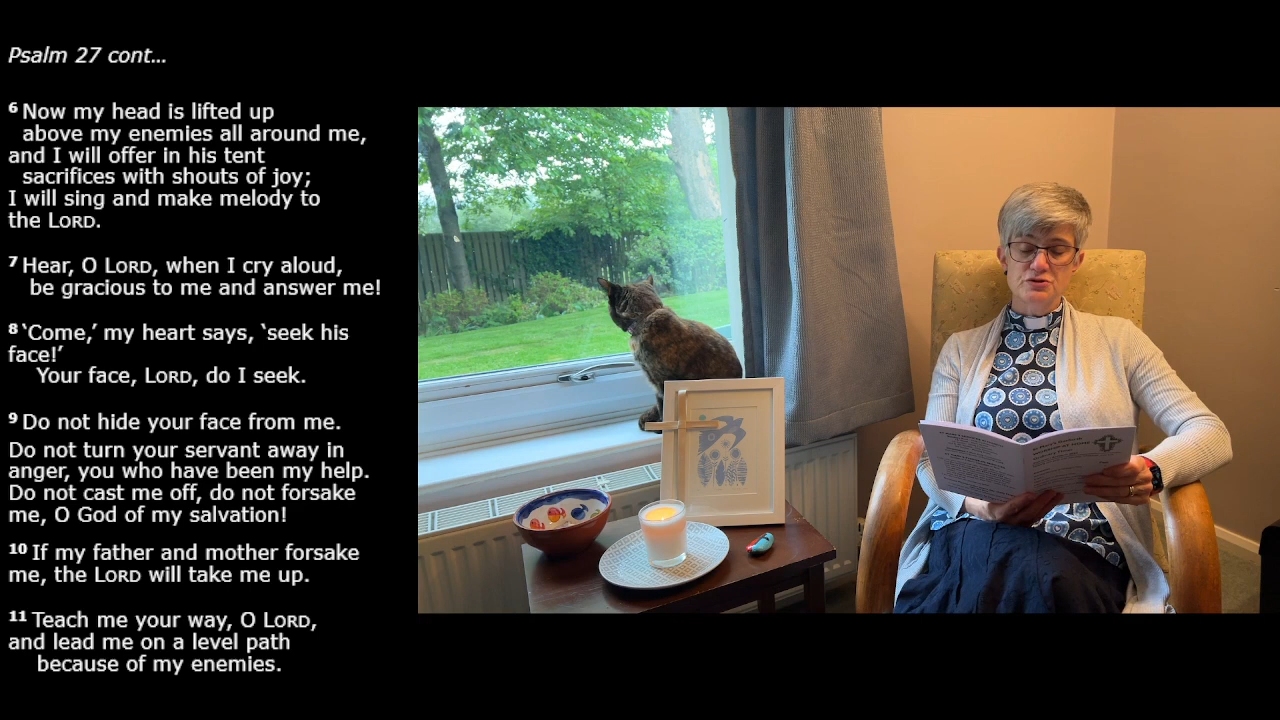 Psalm 27 cont...
6 Now my head is lifted up
above my enemies all around me,
and I will offer in his tent
sacrifices with shouts of joy;
I will sing and make melody to
the LORD.
7 Hear, O LORD, when I cry aloud,
be gracious to me and answer me!
8 ‘Come,’ my heart says, ‘seek his
face!’
Your face, LORD, do I seek.
9 Do not hide your face from me.
Do not turn your servant away in
anger, you who have been my help.
Do not cast me off, do not forsake
me, O God of my salvation!
10 If my father and mother forsake
me, the LORD will take me up.
11 Teach me your way, O LORD,
and lead me on a level path
because of my enemies.